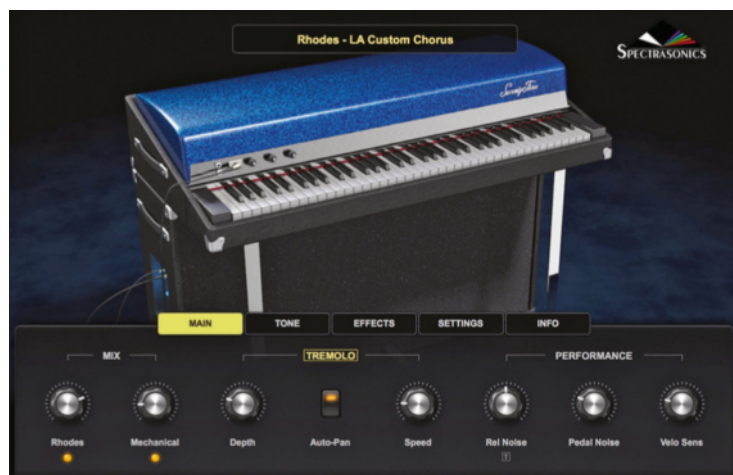 Rhodes - LA Custom Chorus
SPECTRASONICS
MAIN TONE EFFECTS SETTINGS INFO
MIX TREMOLO PERFORMANCE
Rhodes Mechanical Depth Auto-Pan Speed Rel Noise Pedal Noise Velo Sens
T